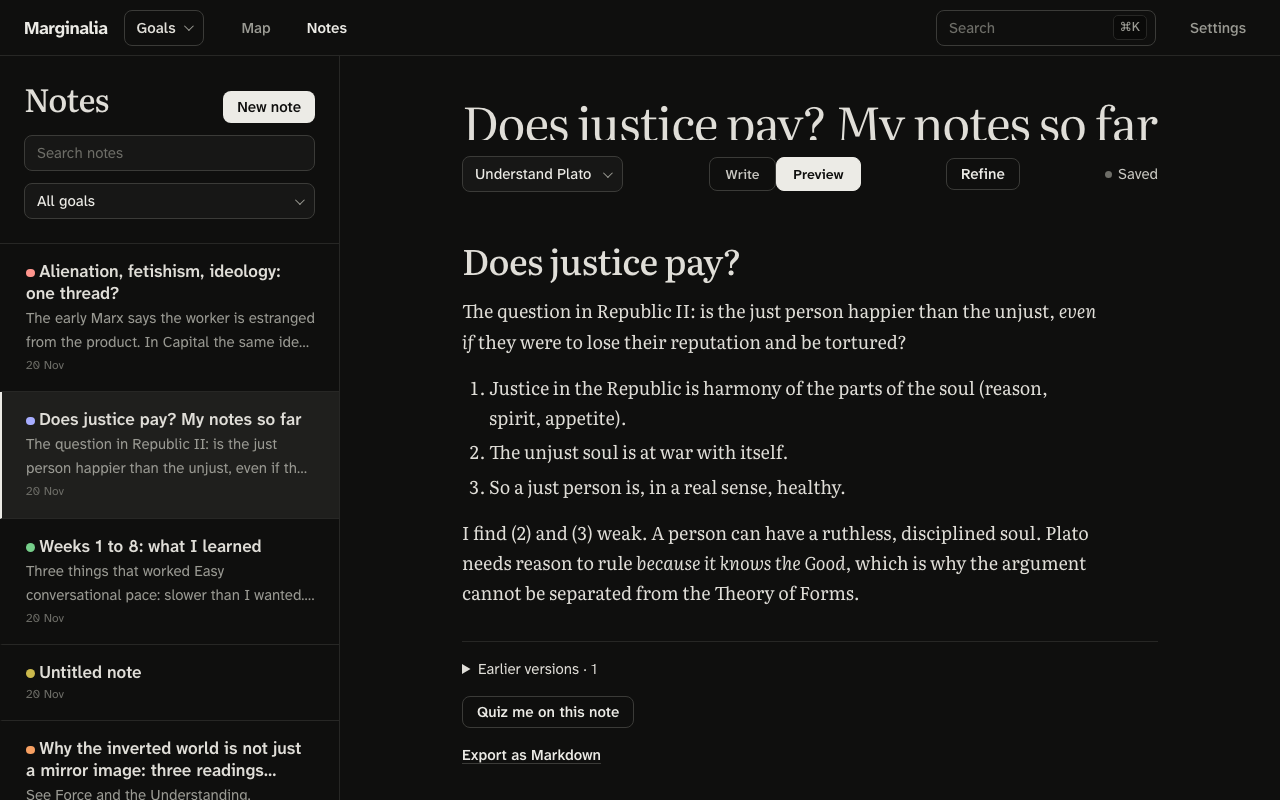 Marginalia
Goals
Map
Notes
Search
⌘K
Settings
Notes
New note
Search notes
All goals
Alienation, fetishism, ideology:
one thread?
The early Marx says the worker is estranged
from the product. In Capital the same ide...
20 Nov
Does justice pay? My notes so far
The question in Republic II: is the just
person happier than the unjust, even if th...
20 Nov
Weeks 1 to 8: what I learned
Three things that worked Easy
conversational pace: slower than I wanted....
20 Nov
Untitled note
20 Nov
Why the inverted world is not just
a mirror image: three readings...
See Force and the Understanding.
Does justice pay? My notes so far
Understand Plato
Write
Preview
Refine
Saved
Does justice pay?
The question in Republic II: is the just person happier than the unjust, even
if they were to lose their reputation and be tortured?
1. Justice in the Republic is harmony of the parts of the soul (reason,
spirit, appetite).
2. The unjust soul is at war with itself.
3. So a just person is, in a real sense, healthy.
I find (2) and (3) weak. A person can have a ruthless, disciplined soul. Plato
needs reason to rule because it knows the Good, which is why the argument
cannot be separated from the Theory of Forms.
Earlier versions · 1
Quiz me on this note
Export as Markdown